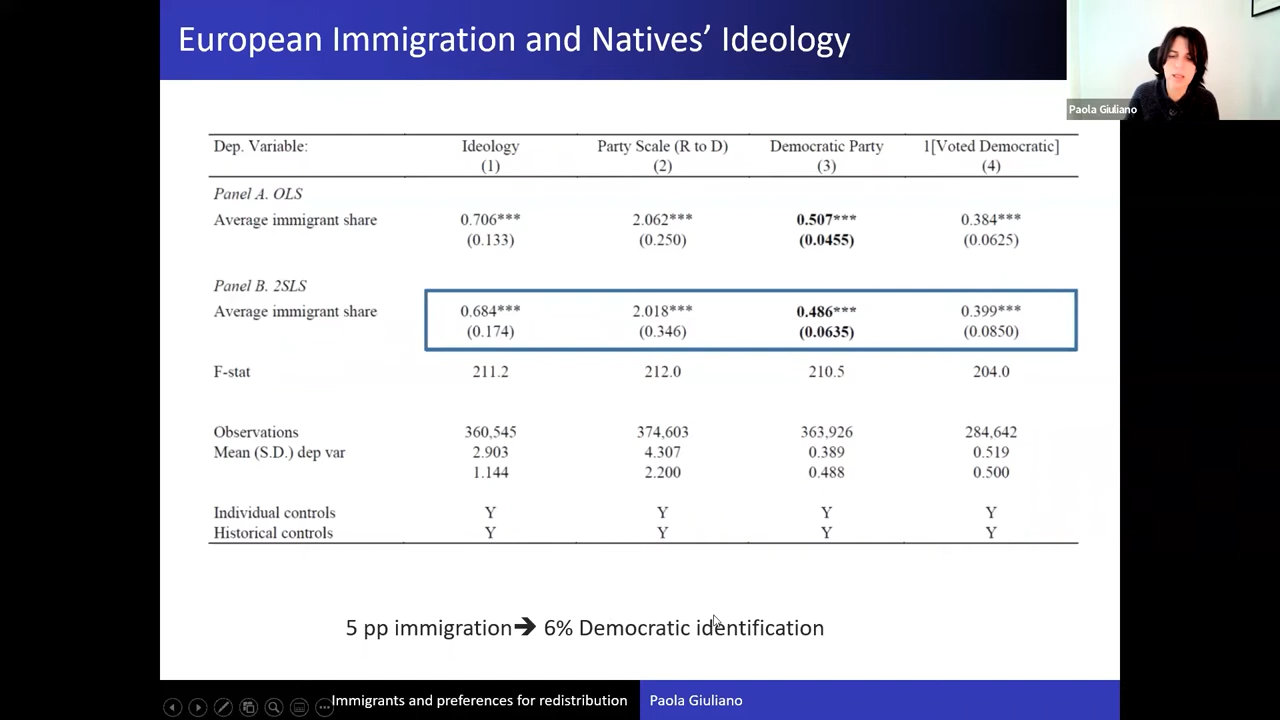 European Immigration and Natives’ Ideology
Paola Giuliano
Dep. Variable: Ideology Party Scale (R to D) Democratic Party 1[Voted Democratic]
(1) (2) (3) (4)
Panel A. OLS
Average immigrant share 0.706*** 2.062*** 0.507*** 0.384***
(0.133) (0.250) (0.0455) (0.0625)
Panel B. 2SLS
Average immigrant share 0.684*** 2.018*** 0.486*** 0.399***
(0.174) (0.346) (0.0635) (0.0850)
F-stat 211.2 212.0 210.5 204.0
Observations 360,545 374,603 363,926 284,642
Mean (S.D.) dep var 2.903 4.307 0.389 0.519
1.144 2.200 0.488 0.500
Individual controls Y Y Y Y
Historical controls Y Y Y Y
5 pp immigration➔ 6% Democratic identification
Immigrants and preferences for redistribution Paola Giuliano